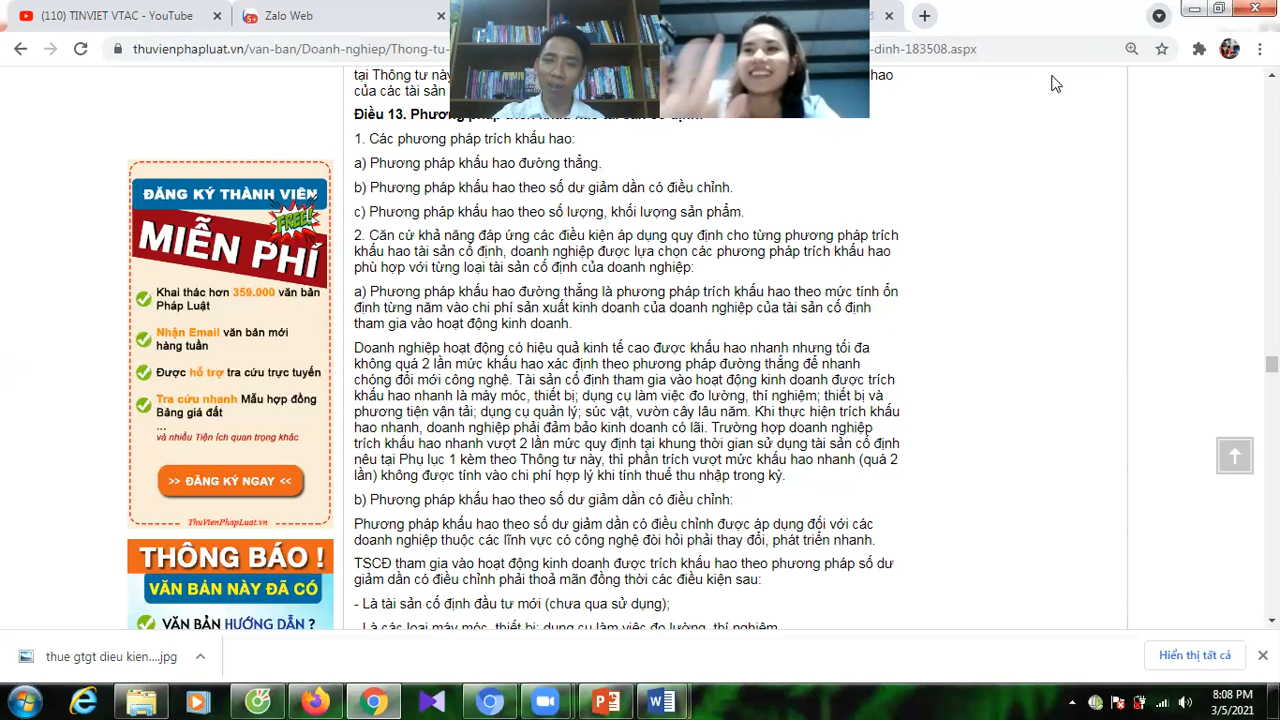 (110) TINVIET VTAC - YouTube
Zalo Web
thuvienphapluat.vn/van-ban/Doanh-nghiep/Thong-tu-
-dinh-183508.aspx
tại Thông tư này
hao
của các tài sản
Điều 13. Phương pháp trích khấu hao tài sản cố định:
1. Các phương pháp trích khấu hao:
a) Phương pháp khấu hao đường thẳng.
b) Phương pháp khấu hao theo số dư giảm dần có điều chỉnh.
c) Phương pháp khấu hao theo số lượng, khối lượng sản phẩm.
2. Căn cứ khả năng đáp ứng các điều kiện áp dụng quy định cho từng phương pháp trích
khấu hao tài sản cố định, doanh nghiệp được lựa chọn các phương pháp trích khấu hao
phù hợp với từng loại tài sản cố định của doanh nghiệp:
a) Phương pháp khấu hao đường thẳng là phương pháp trích khấu hao theo mức tính ổn
định từng năm vào chi phí sản xuất kinh doanh của doanh nghiệp của tài sản cố định
tham gia vào hoạt động kinh doanh.
Doanh nghiệp hoạt động có hiệu quả kinh tế cao được khấu hao nhanh nhưng tối đa
không quá 2 lần mức khấu hao xác định theo phương pháp đường thẳng để nhanh
chóng đổi mới công nghệ. Tài sản cố định tham gia vào hoạt động kinh doanh được trích
khấu hao nhanh là máy móc, thiết bị; dụng cụ làm việc đo lường, thí nghiệm; thiết bị và
phương tiện vận tải; dụng cụ quản lý; súc vật, vườn cây lâu năm. Khi thực hiện trích khấu
hao nhanh, doanh nghiệp phải đảm bảo kinh doanh có lãi. Trường hợp doanh nghiệp
trích khấu hao nhanh vượt 2 lần mức quy định tại khung thời gian sử dụng tài sản cố định
nêu tại Phụ lục 1 kèm theo Thông tư này, thì phần trích vượt mức khấu hao nhanh (quá 2
lần) không được tính vào chi phí hợp lý khi tính thuế thu nhập trong kỳ.
b) Phương pháp khấu hao theo số dư giảm dần có điều chỉnh:
Phương pháp khấu hao theo số dư giảm dần có điều chỉnh được áp dụng đối với các
doanh nghiệp thuộc các lĩnh vực có công nghệ đòi hỏi phải thay đổi, phát triển nhanh.
TSCĐ tham gia vào hoạt động kinh doanh được trích khấu hao theo phương pháp số dư
giảm dần có điều chỉnh phải thoả mãn đồng thời các điều kiện sau:
- Là tài sản cố định đầu tư mới (chưa qua sử dụng);
- Là các loại máy móc, thiết bị; dụng cụ làm việc đo lường, thí nghiệm.
ĐĂNG KÝ THÀNH VIÊN
FREE!
MIỄN PHÍ
Khai thác hơn 359.000 văn bản
Pháp Luật
Nhận Email văn bản mới
hàng tuần
Được hỗ trợ tra cứu trực tuyến
Tra cứu nhanh Mẫu hợp đồng
Bảng giá đất
...
và nhiều Tiện ích quan trọng khác
>> ĐĂNG KÝ NGAY <<
ThuVienPhapLuat.vn
THÔNG BÁO !
VĂN BẢN NÀY ĐÃ CÓ
VĂN BẢN HƯỚNG DẪN ?
thue gtgt dieu kien....jpg
Hiển thị tất cả
8:08 PM
3/5/2021